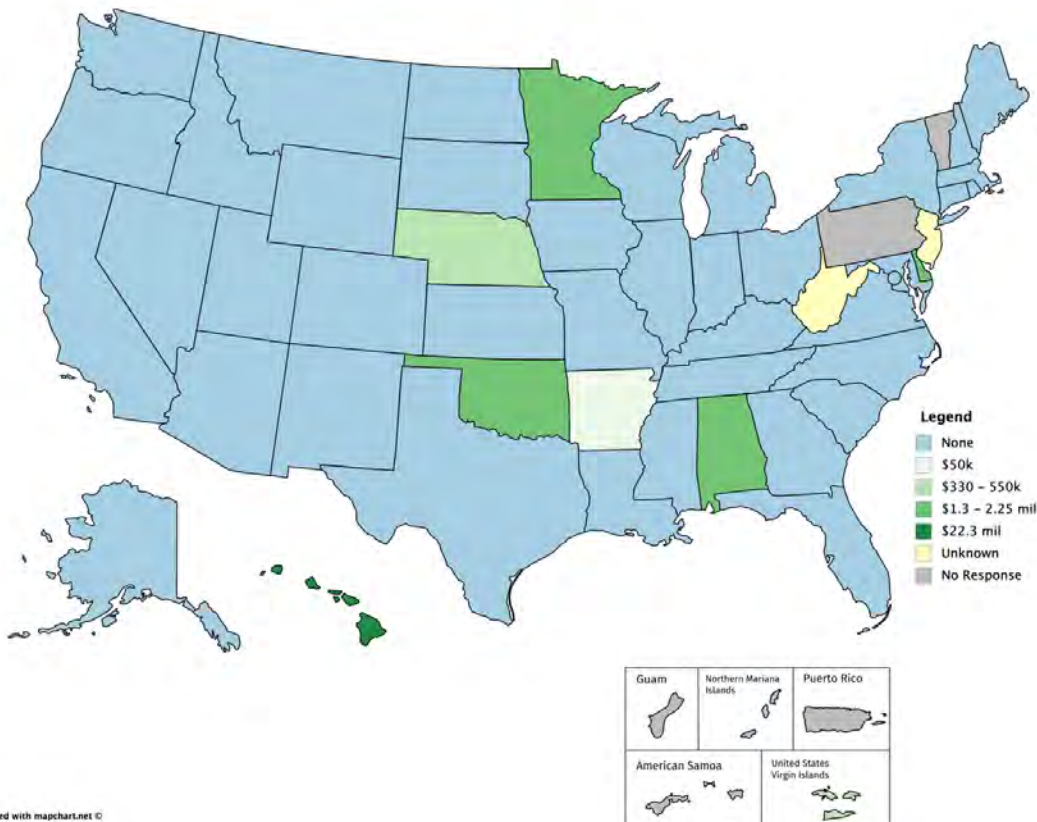 Legend
None
$50k
$330 – 550k
$1.3 – 2.25 mil
$22.3 mil
Unknown
No Response
Guam
Northern Mariana
Islands
Puerto Rico
American Samoa
United States
Virgin Islands
ed with mapchart.net ©